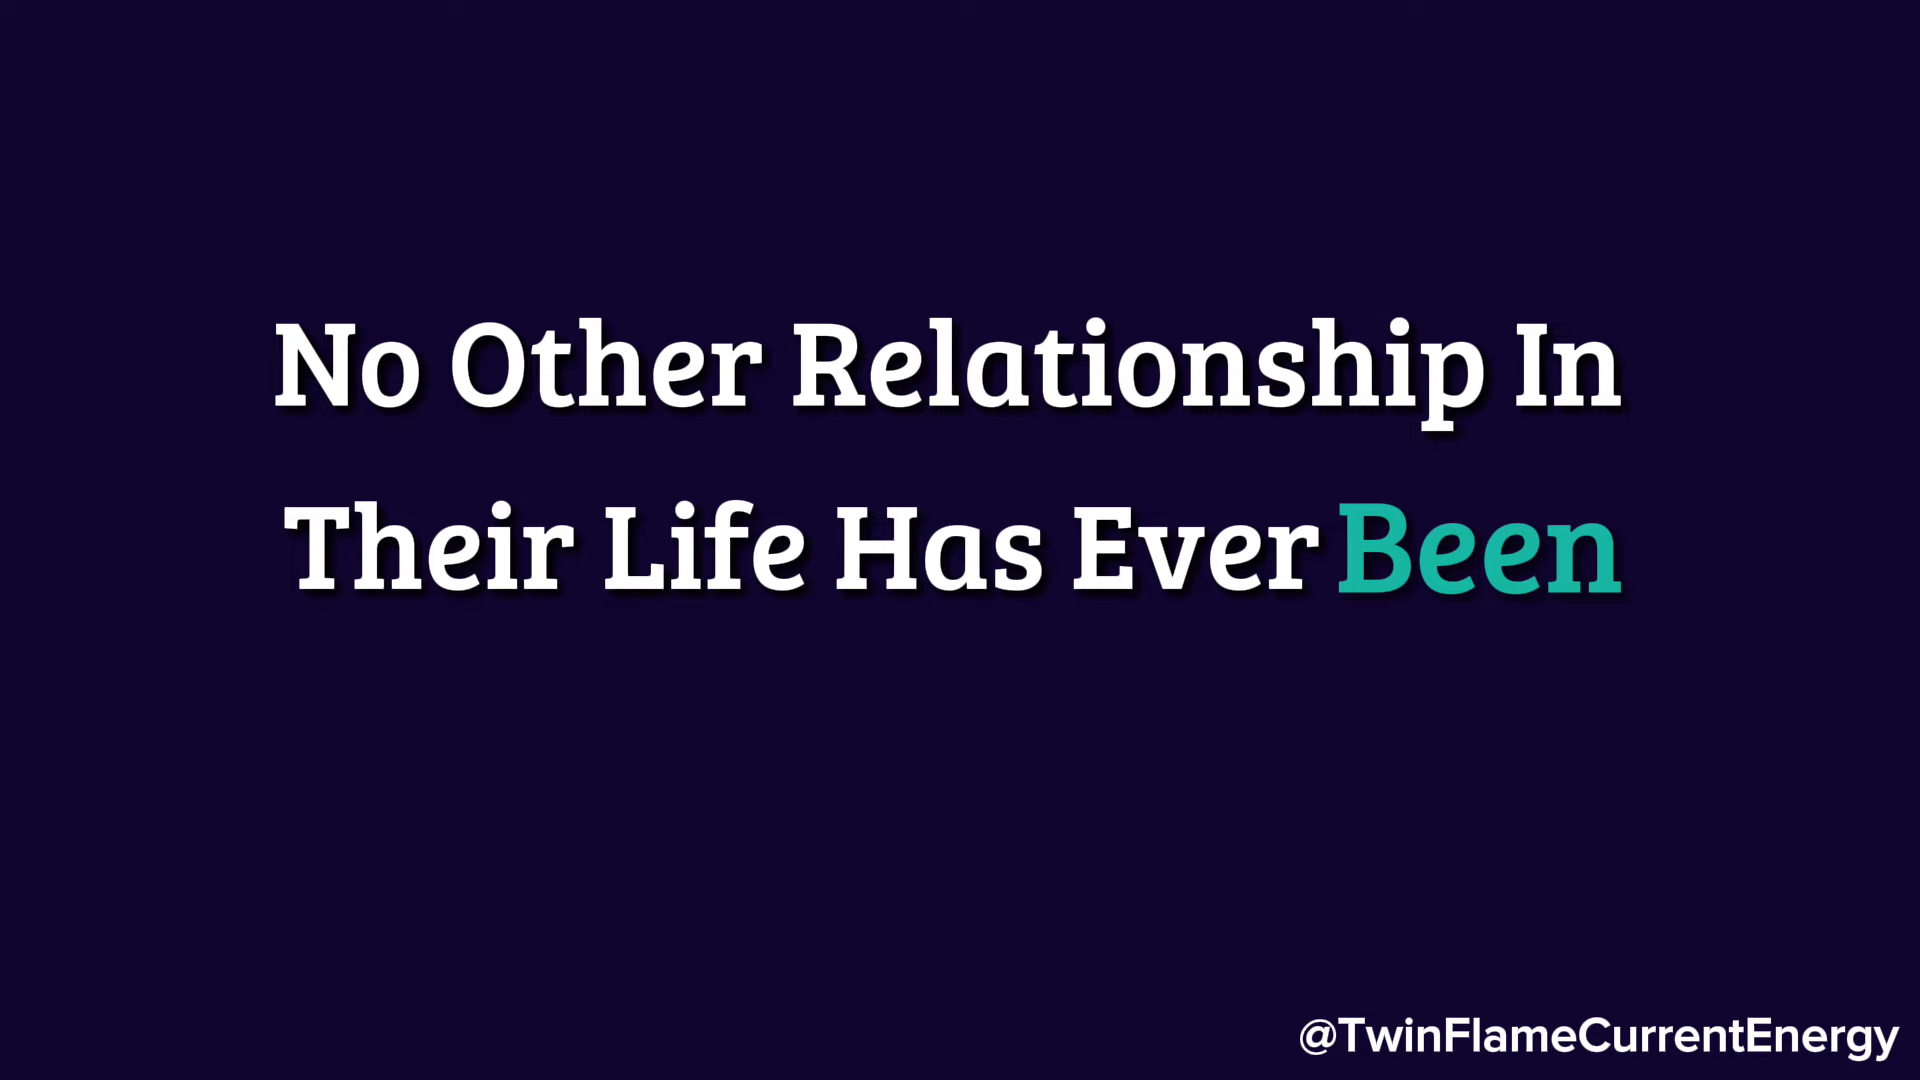 No Other Relationship In
Their Life Has Ever Been
@TwinFlameCurrentEnergy